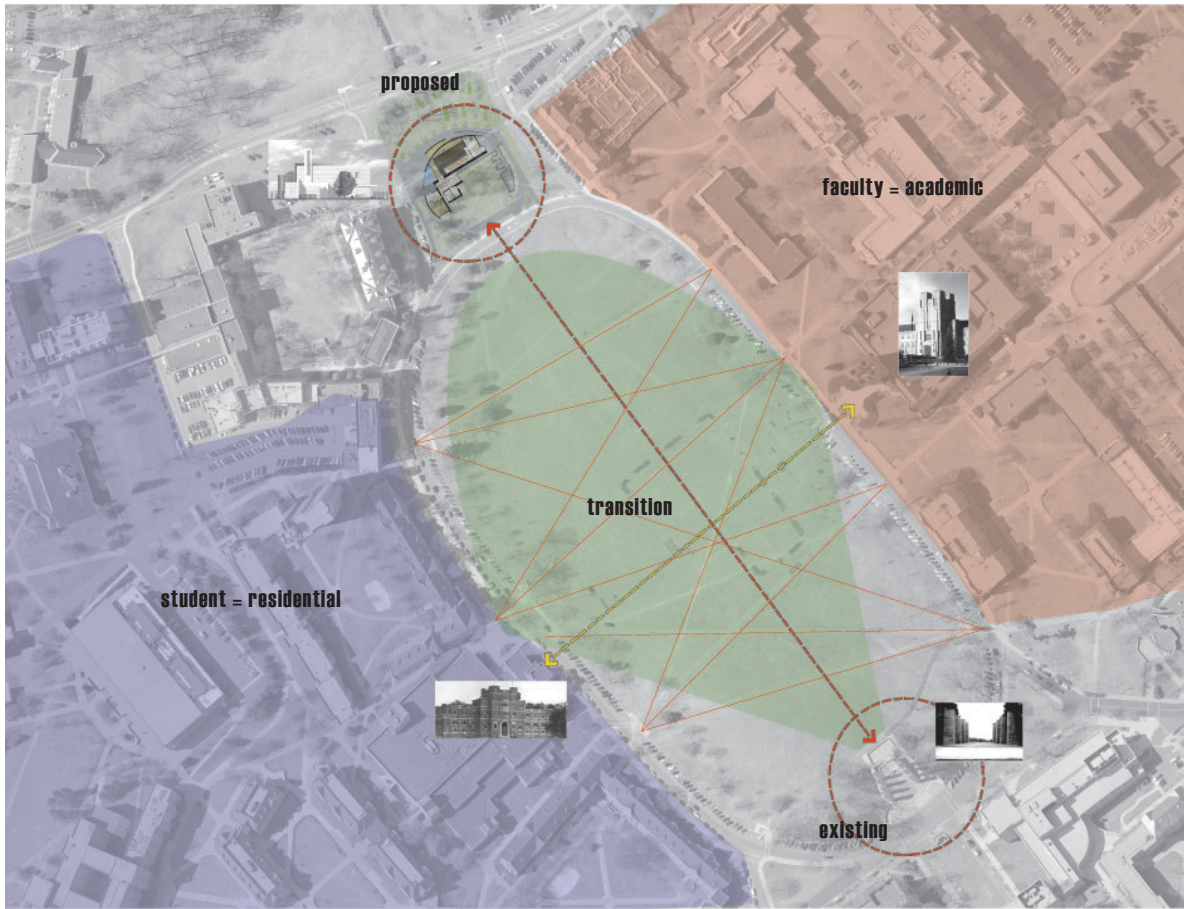 proposed
faculty = academic
transition
student = residential
existing